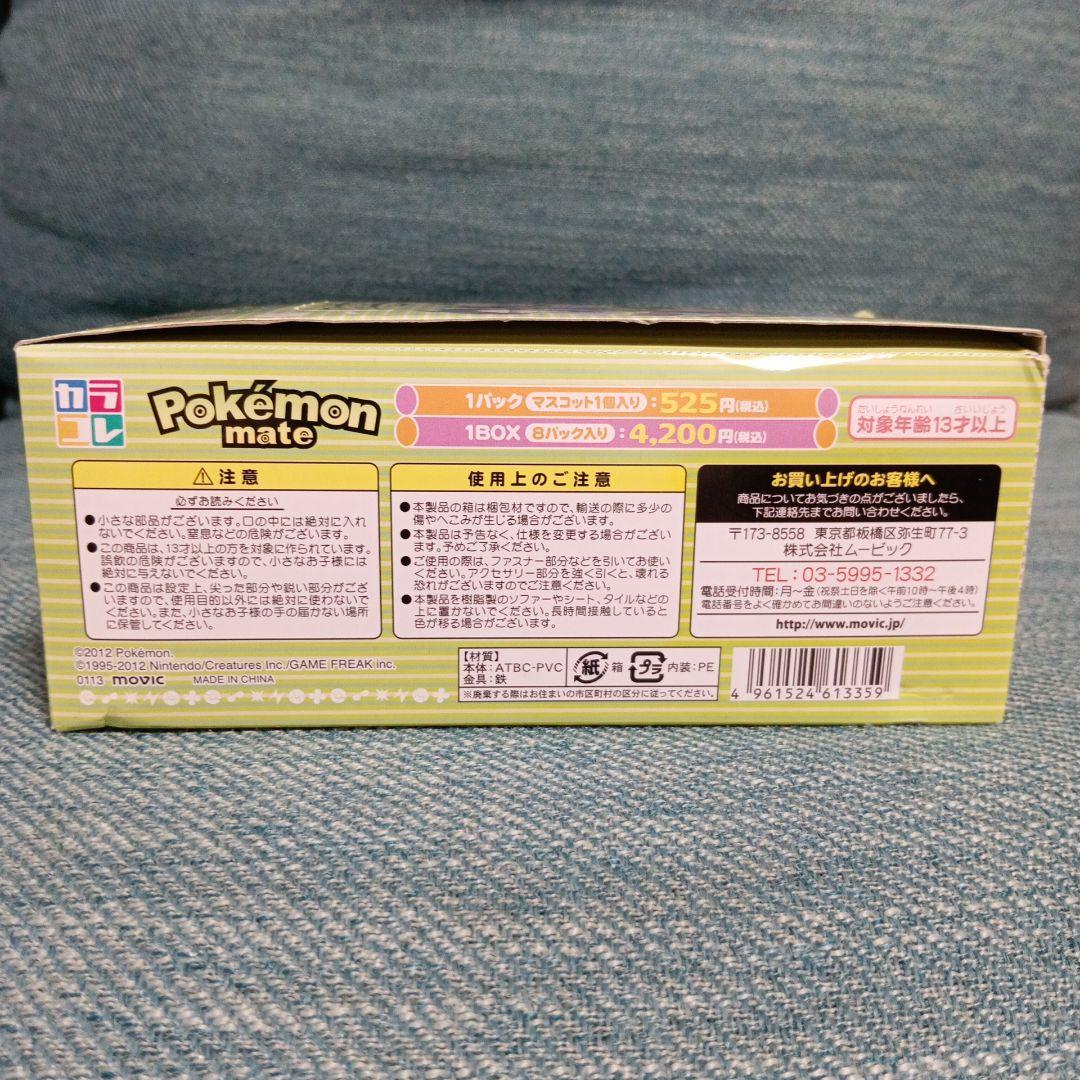 カラ
コレ
Pokémon
mate
1パック マスコット1個入り:525円(税込)
1BOX 8パック入り:4,200円(税込)
たいしょうねんれい さいいじょう
対象年齢13才以上
⚠注意
必ずお読みください
●小さな部品がございます。口の中には絶対に入れ
ないでください。窒息などの危険がございます。
●この商品は、13才以上の方を対象に作られています。
誤飲の危険がございますので、小さなお子様には
絶対に与えないでください。
●この商品は設計上、尖った部分や鋭い部分がござ
いますので、使用目的以外には絶対に使わないで
ください。また、小さなお子様の手の届かない場所
に保管してください。
使用上のご注意
●本製品の箱は梱包材ですので、輸送の際に多少の
傷やへこみが生じる場合がございます。
●本製品は予告なく、仕様を変更する場合がござい
ます。予めご了承ください。
●ご使用の際は、ファスナー部分などを引いてお使い
ください。アクセサリー部分を強く引くと、壊れる
恐れがございますのでご注意ください。
●本製品を樹脂製のソファーやシート、タイルなどの
上に置かないでください。長時間接触していると
色が移る場合がございます。
お買い上げのお客様へ
商品についてお気づきの点がございましたら、
下記連絡先までお問い合わせください。
〒173-8558 東京都板橋区弥生町77-3
株式会社ムービック
TEL:03-5995-1332
電話受付時間:月〜金(祝祭土日を除く午前10時〜午後4時)
電話番号をよく確かめてお間違いのないようご注意ください。
http://www.movic.jp/
©2012 Pokémon.
©1995-2012 Nintendo/Creatures Inc./GAME FREAK inc.
0113 movic MADE IN CHINA
【材質】
本体:ATBC-PVC
金具:鉄
紙 箱 プラ 内装:PE
※廃棄する際はお住まいの市区町村の区分に従ってください。
4 961524 613359